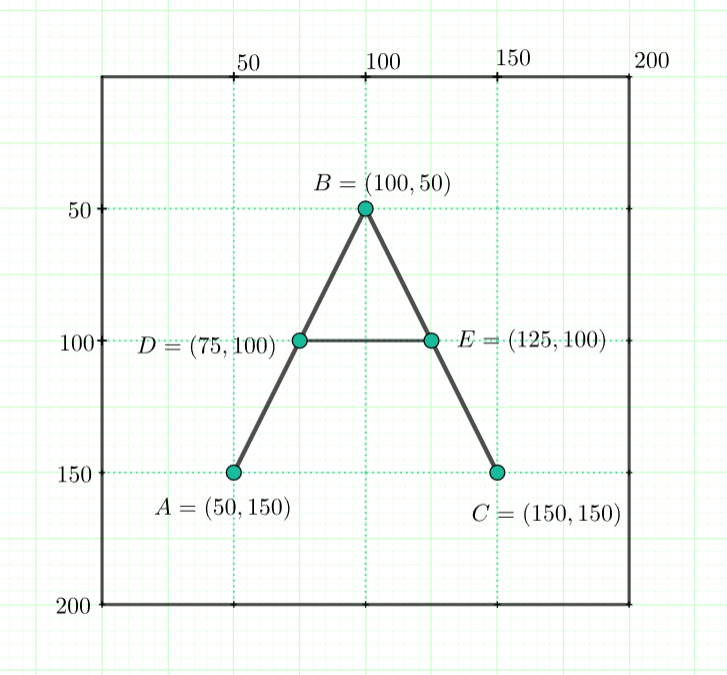 50 100 150 200
B = (100, 50)
50
100 D = (75, 100) E = (125, 100)
150
A = (50, 150) C = (150, 150)
200